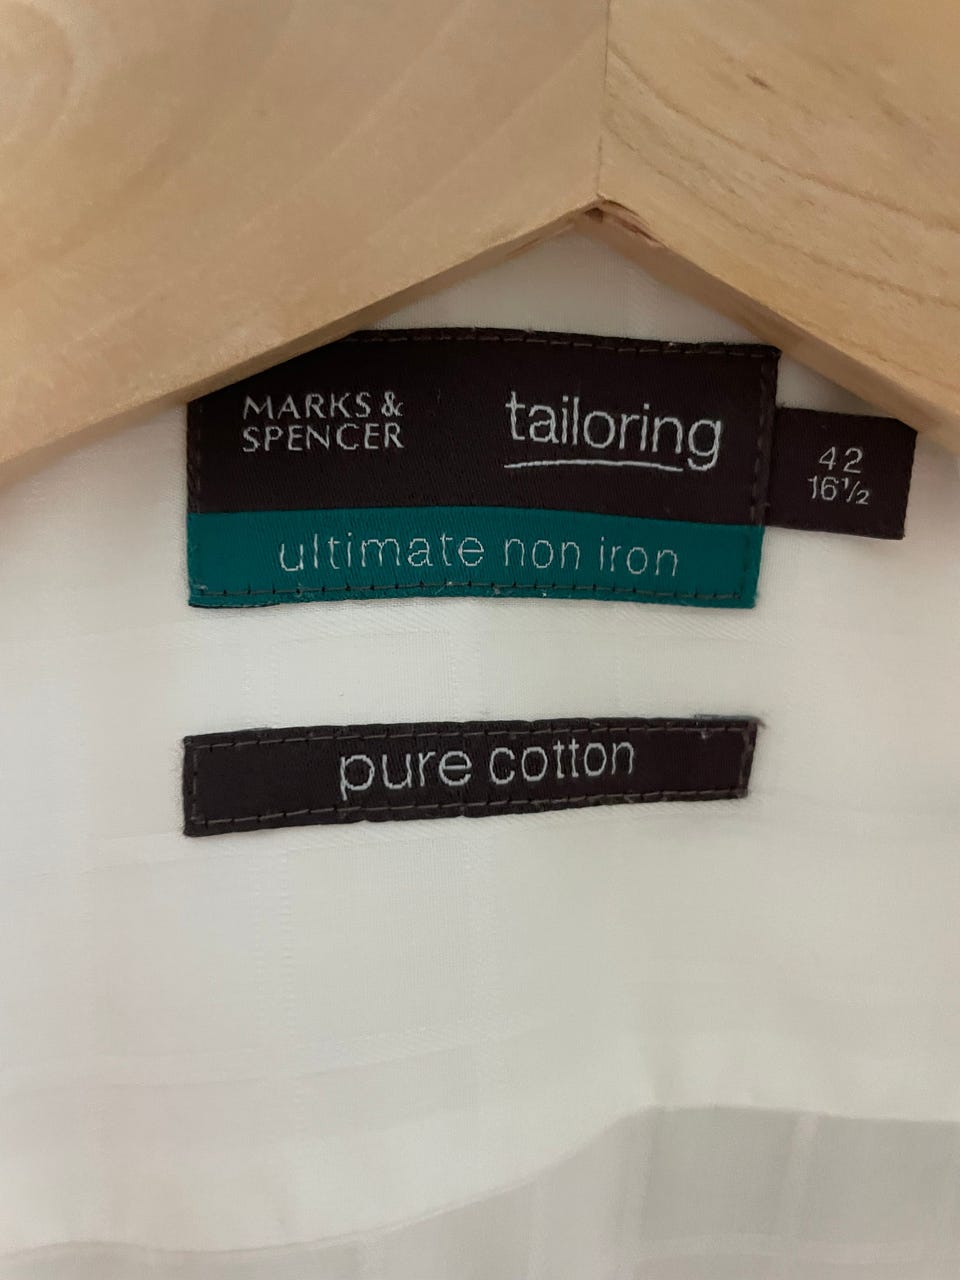 MARKS &
SPENCER
tailoring
ultimate non iron
42
16½
pure cotton